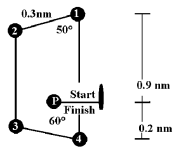 0.3nm 1
2 50°
0.9 nm
P Start
Finish
60°
3 4 0.2 nm